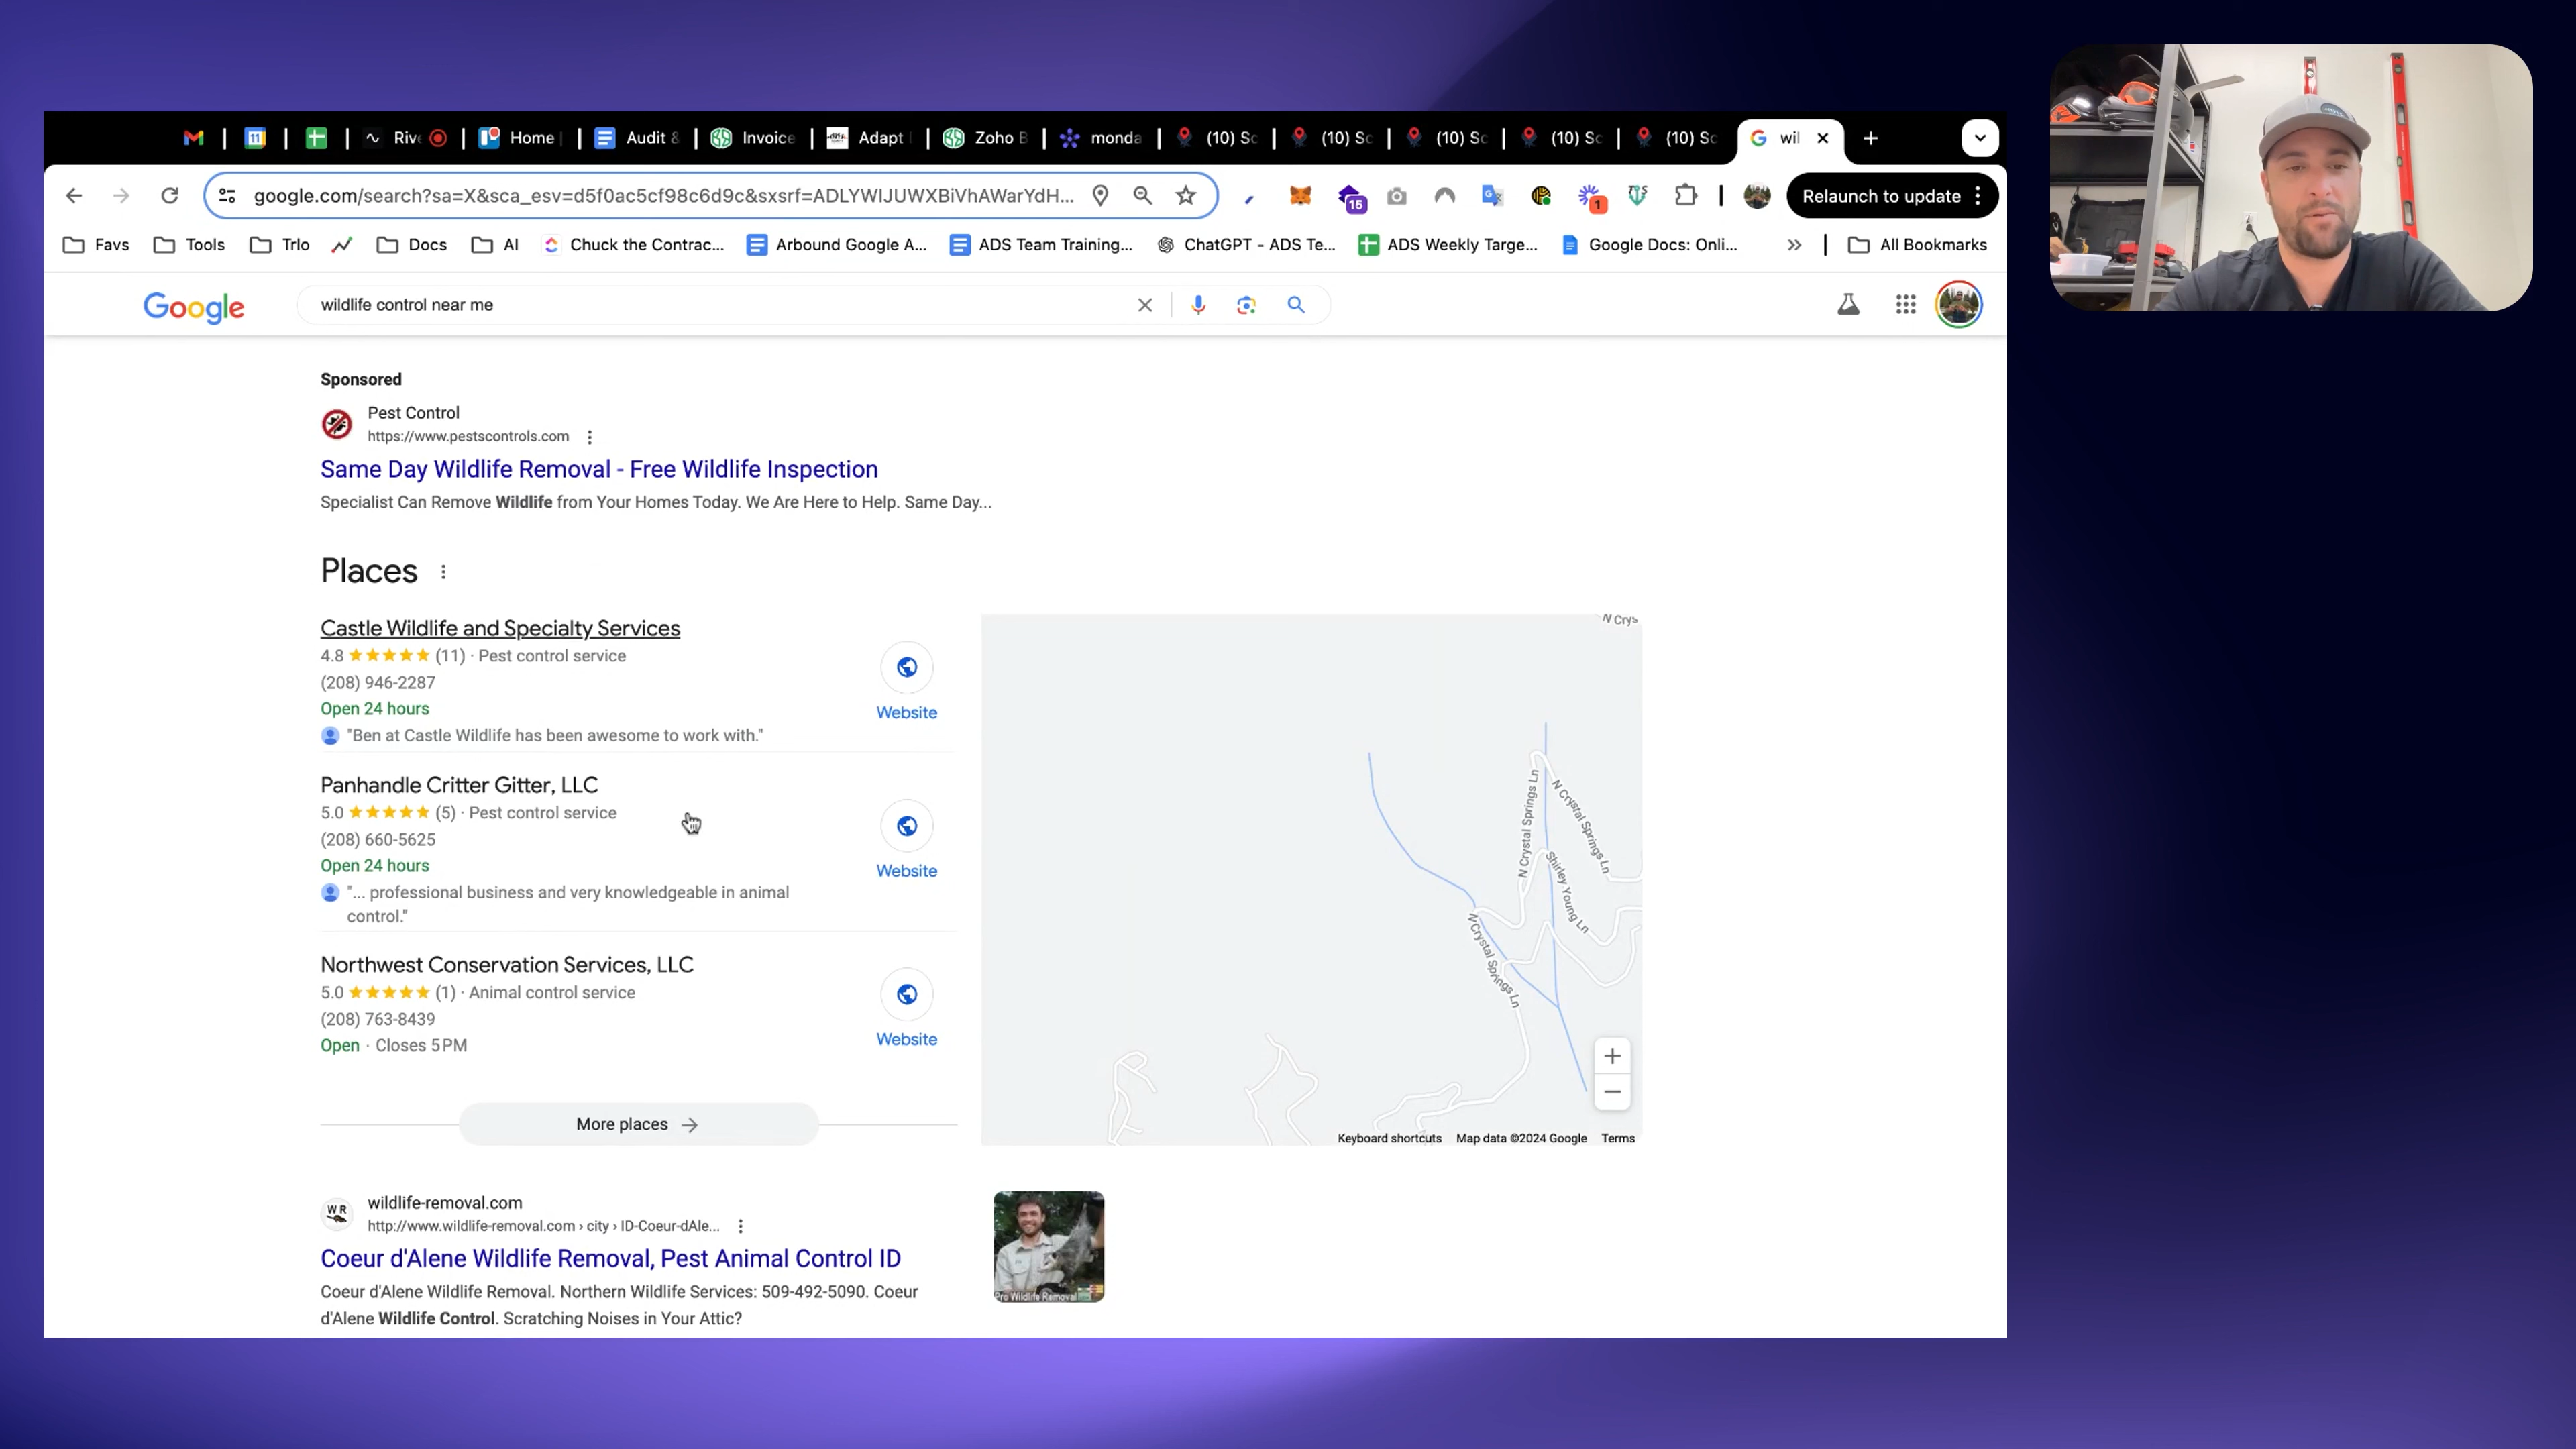 11
Rive
Home
Audit &
Invoice
Adapt
Zoho B
monda
(10) Sc
(10) Sc
(10) Sc
(10) Sc
(10) Sc
wil
google.com/search?sa=X&sca_esv=d5f0ac5cf98c6d9c&sxsrf=ADLYWIJUWXBiVhAWarYdH...
15
1
Relaunch to update
Favs
Tools
Trlo
Docs
AI
Chuck the Contrac...
Arbound Google A...
ADS Team Training...
ChatGPT - ADS Te...
ADS Weekly Targe...
Google Docs: Onli...
All Bookmarks
Google
wildlife control near me
Sponsored
Pest Control
https://www.pestscontrols.com
Same Day Wildlife Removal - Free Wildlife Inspection
Specialist Can Remove Wildlife from Your Homes Today. We Are Here to Help. Same Day...
Places
Castle Wildlife and Specialty Services
4.8 (11) · Pest control service
(208) 946-2287
Open 24 hours
"Ben at Castle Wildlife has been awesome to work with."
Website
Panhandle Critter Gitter, LLC
5.0 (5) · Pest control service
(208) 660-5625
Open 24 hours
"... professional business and very knowledgeable in animal
control."
Website
Northwest Conservation Services, LLC
5.0 (1) · Animal control service
(208) 763-8439
Open · Closes 5 PM
Website
More places
N Crys
N Crystal Springs Ln
N Crystal Springs Ln
Shirley Young Ln
N Crystal Springs Ln
Keyboard shortcuts
Map data ©2024 Google
Terms
W R
wildlife-removal.com
http://www.wildlife-removal.com › city › ID-Coeur-dAle...
Coeur d'Alene Wildlife Removal, Pest Animal Control ID
Coeur d'Alene Wildlife Removal. Northern Wildlife Services: 509-492-5090. Coeur
d'Alene Wildlife Control. Scratching Noises in Your Attic?
Pro Wildlife Removal